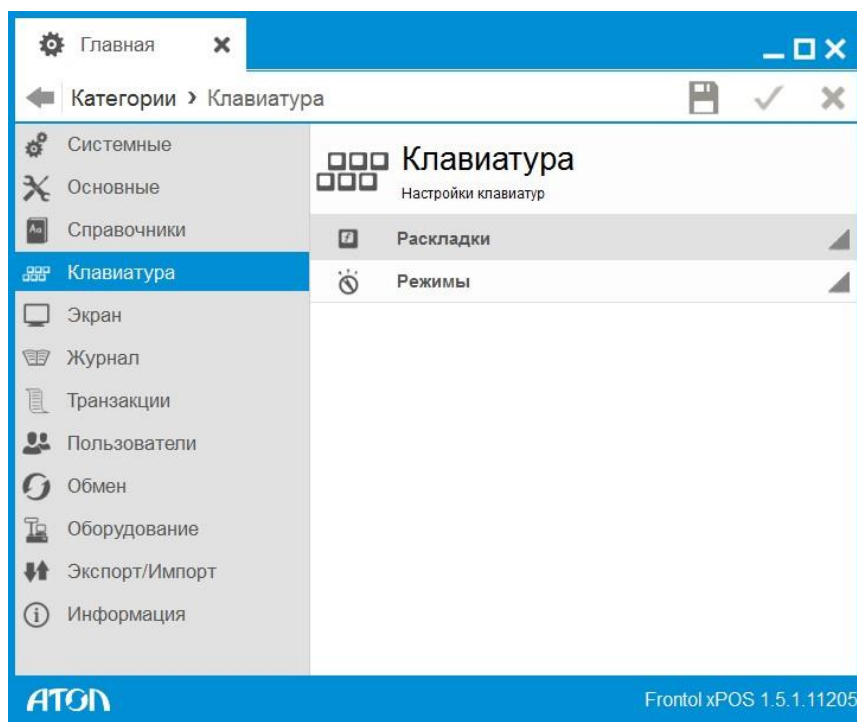 Главная
Категории › Клавиатура
Системные
Основные
Справочники
Клавиатура
Экран
Журнал
Транзакции
Пользователи
Обмен
Оборудование
Экспорт/Импорт
Информация
Клавиатура
Настройки клавиатур
Раскладки
Режимы
АТОЛ
Frontol xPOS 1.5.1.11205